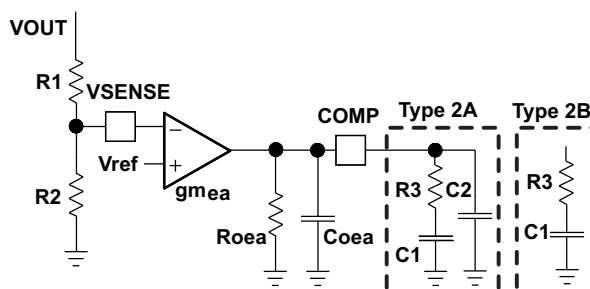 VOUT
R1
VSENSE
COMP
Type 2A
Type 2B
Vref
−
+
gmea
R2
Roea
Coea
R3
C2
C1
R3
C1